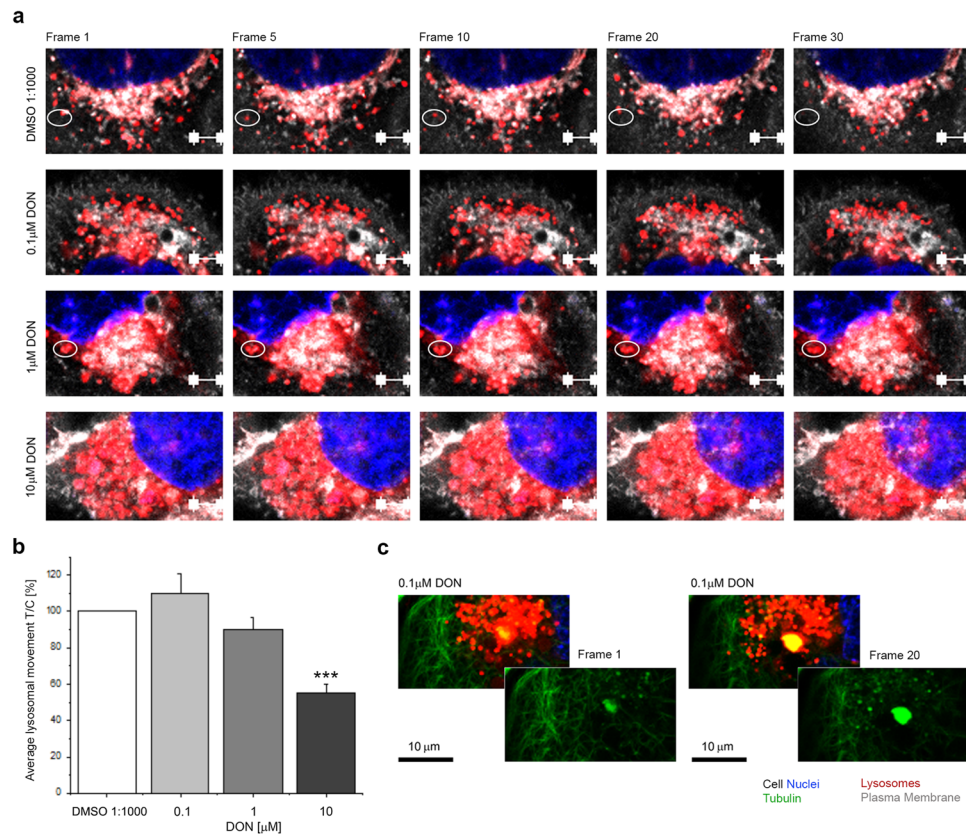 a
Frame 1 Frame 5 Frame 10 Frame 20 Frame 30
DMSO 1:1000
0.1μM DON
1μM DON
10μM DON
b
Average lysosomal movement T/C [%]
120
100
80
60
40
20
0
***
DMSO 1:1000 0.1 1 10
DON [μM]
c
0.1μM DON 0.1μM DON
Frame 1 Frame 20
10 μm 10 μm
Cell Nuclei Lysosomes
Tubulin Plasma Membrane